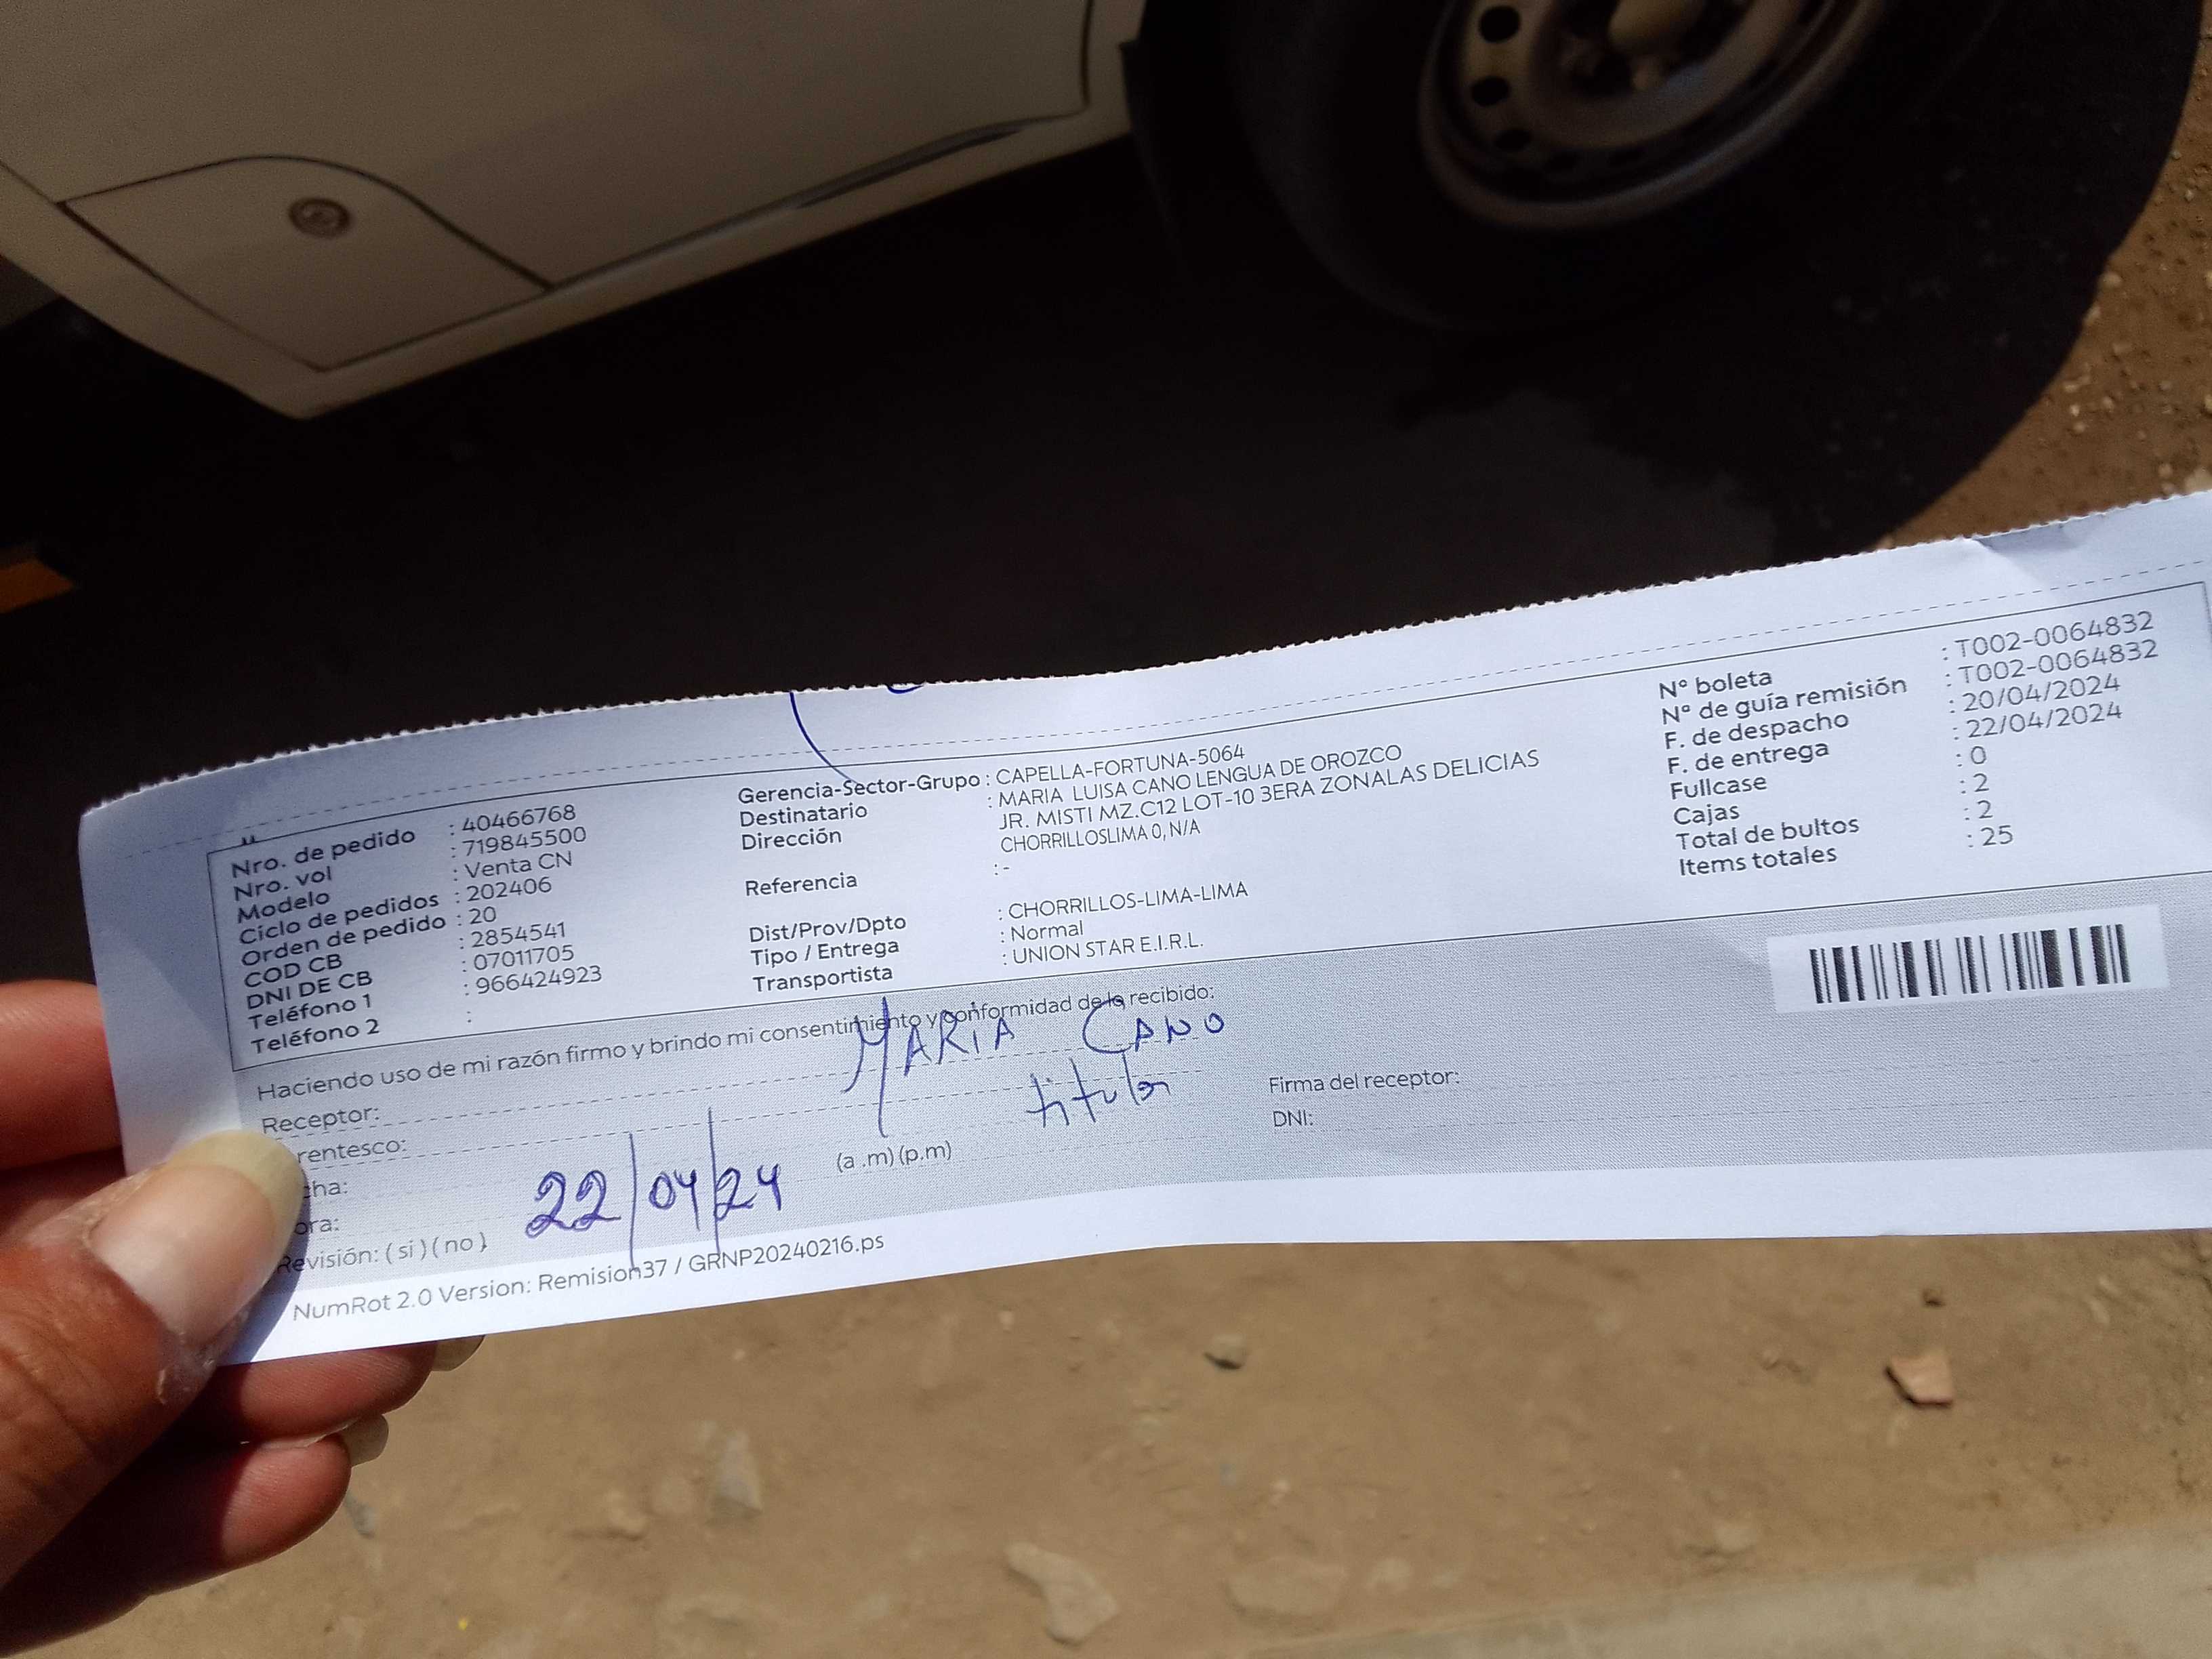 Nro. de pedido : 40466768
Nro. vol : 719845500
Modelo : Venta CN
Ciclo de pedidos : 202406
Orden de pedido : 20
COD CB : 2854541
DNI DE CB : 07011705
Teléfono 1 : 966424923
Teléfono 2 :
Gerencia-Sector-Grupo : CAPELLA-FORTUNA-5064
Destinatario : MARIA LUISA CANO LENGUA DE OROZCO
Dirección JR. MISTI MZ.C12 LOT-10 3ERA ZONALAS DELICIAS
CHORRILLOSLIMA 0, N/A
Referencia : -
Dist/Prov/Dpto : CHORRILLOS-LIMA-LIMA
Tipo / Entrega : Normal
Transportista : UNION STAR E.I.R.L.
N° boleta : T002-0064832
N° de guía remisión : T002-0064832
F. de despacho : 20/04/2024
F. de entrega : 22/04/2024
Fullcase : 0
Cajas : 2
Total de bultos : 2
Items totales : 25
Haciendo uso de mi razón firmo y brindo mi consentimiento y conformidad de lo recibido:
Receptor: MARIA CANO
rentesco: titular
cha: 22/04/24
ora: (a .m) (p.m)
Revisión: ( si ) ( no )
Firma del receptor:
DNI:
NumRot 2.0 Version: Remision37 / GRNP20240216.ps